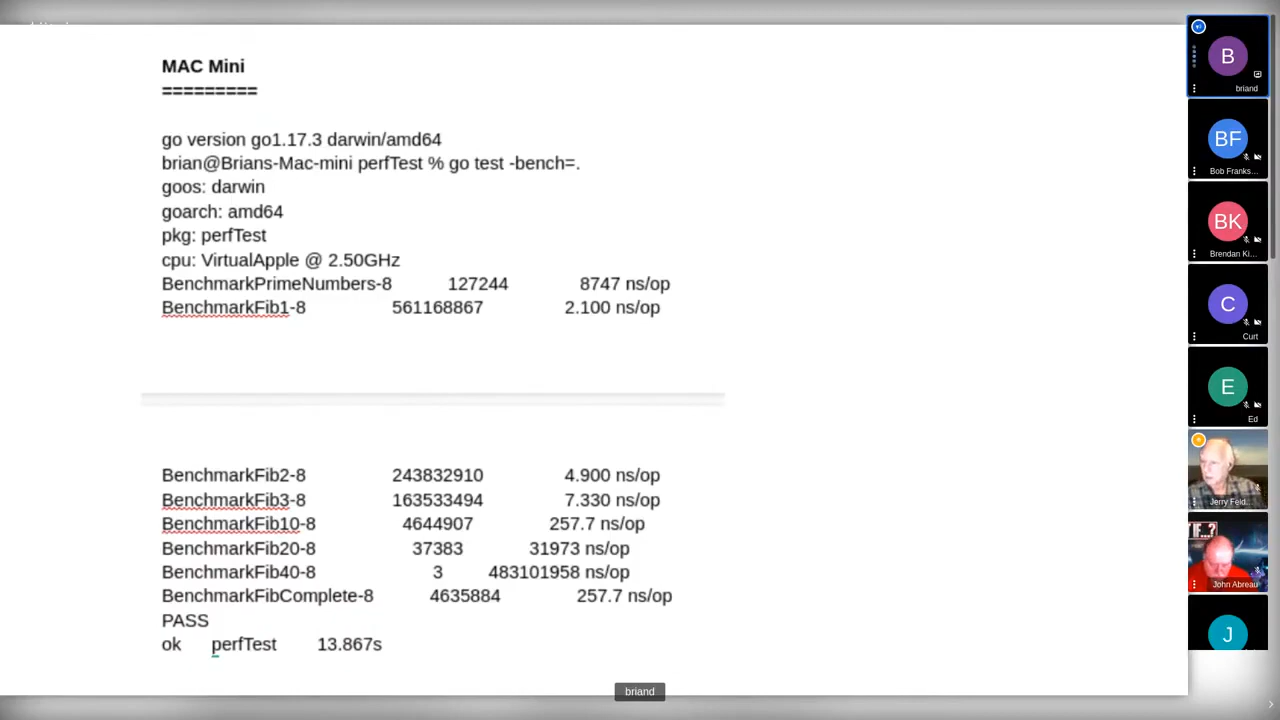 MAC Mini
=========
go version go1.17.3 darwin/amd64
brian@Brians-Mac-mini perfTest % go test -bench=.
goos: darwin
goarch: amd64
pkg: perfTest
cpu: VirtualApple @ 2.50GHz
BenchmarkPrimeNumbers-8 127244 8747 ns/op
BenchmarkFib1-8 561168867 2.100 ns/op
BenchmarkFib2-8 243832910 4.900 ns/op
BenchmarkFib3-8 163533494 7.330 ns/op
BenchmarkFib10-8 4644907 257.7 ns/op
BenchmarkFib20-8 37383 31973 ns/op
BenchmarkFib40-8 3 483101958 ns/op
BenchmarkFibComplete-8 4635884 257.7 ns/op
PASS
ok perfTest 13.867s
briand
B
briand
BF
Bob Franks...
BK
Brendan Ki...
C
Curt
E
Ed
Jerry Feld...
John Abreau
J